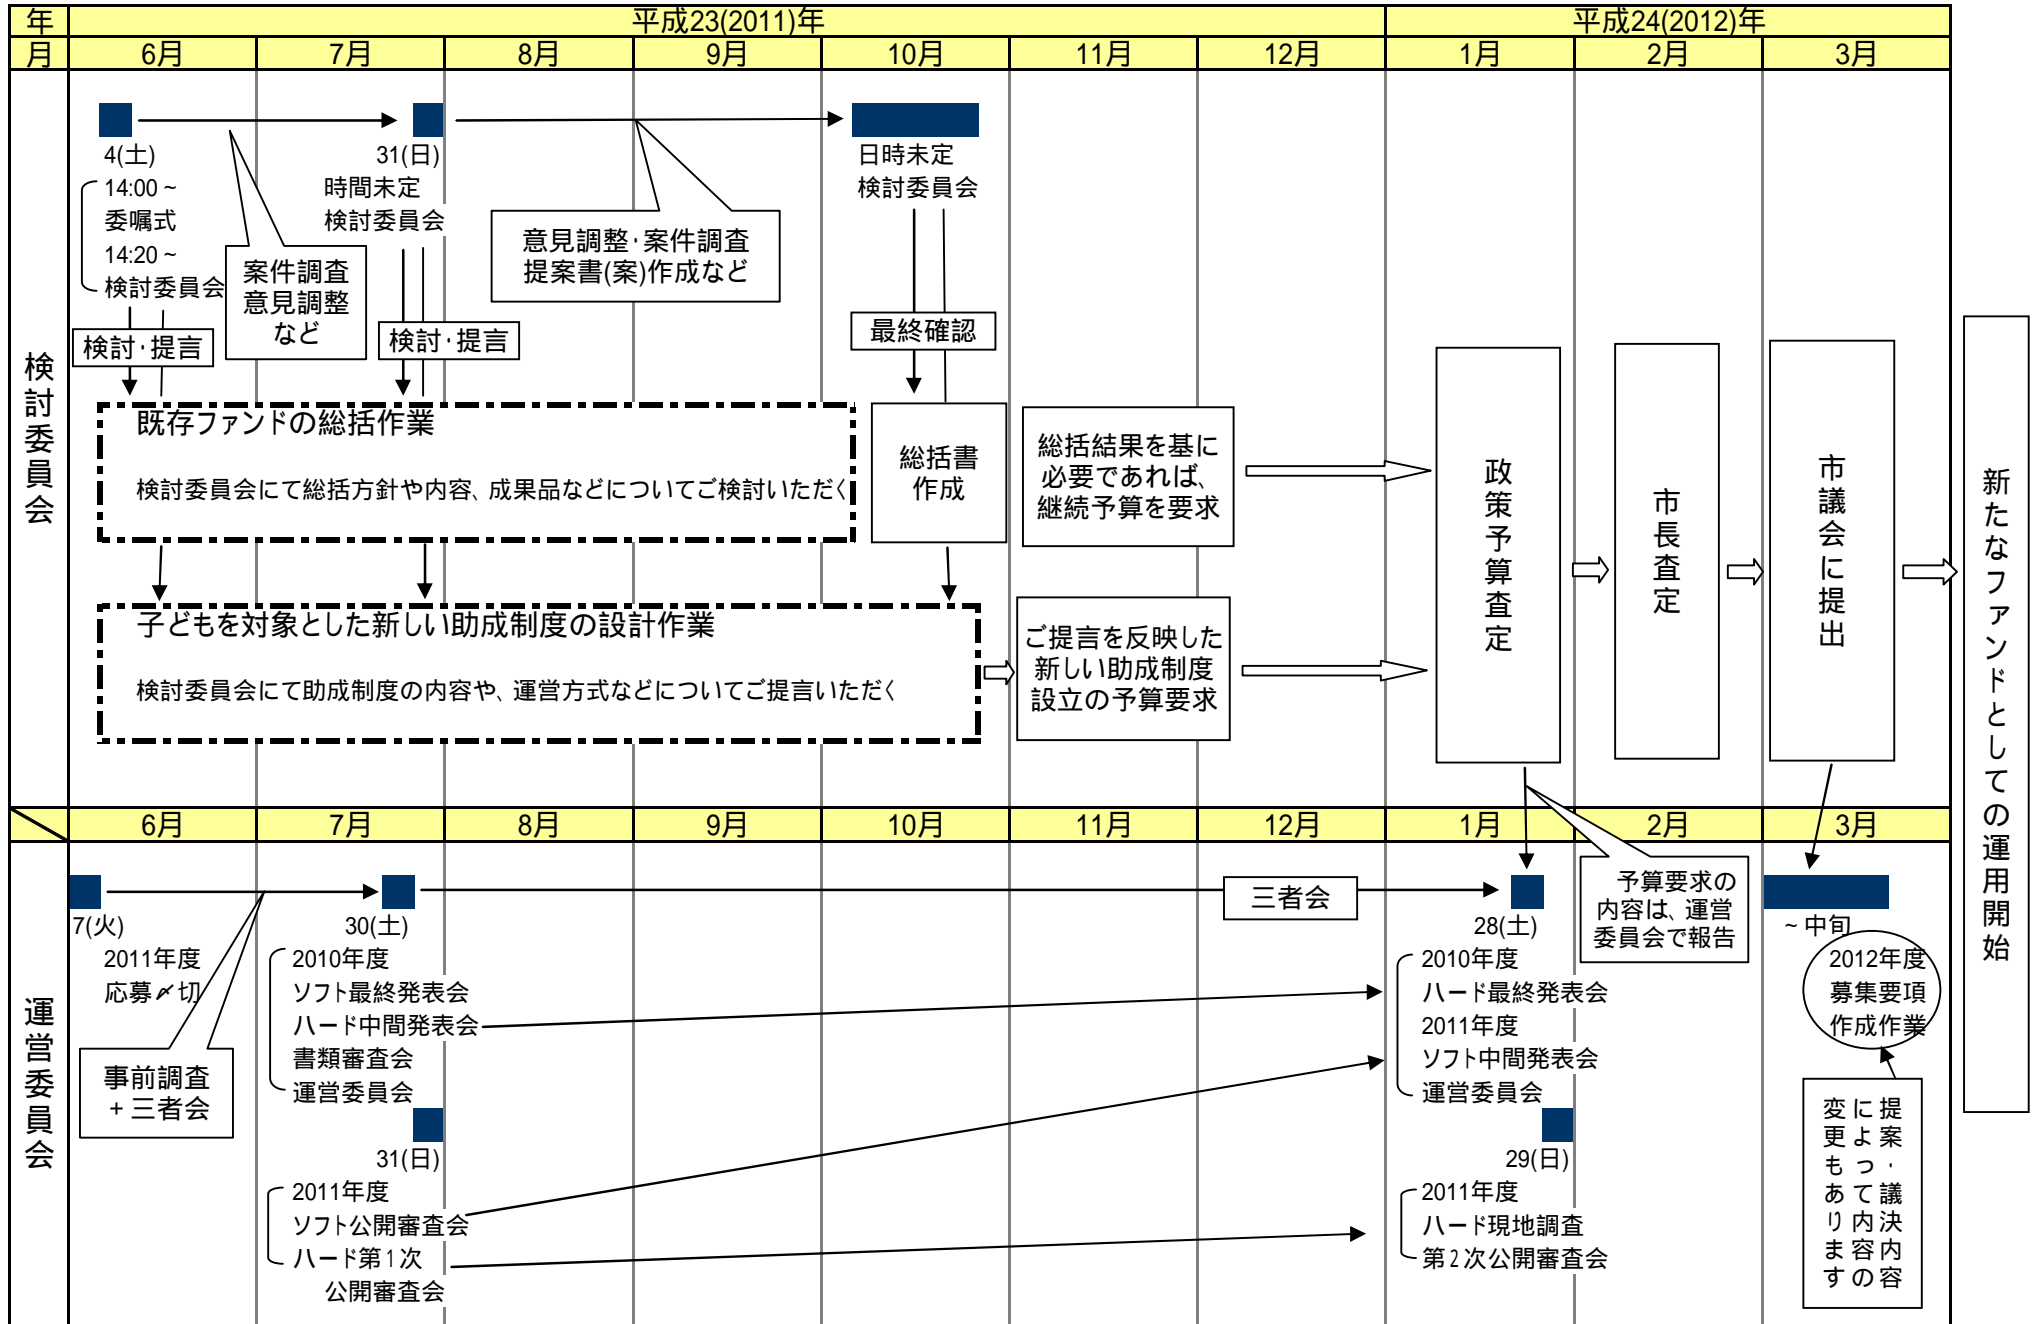 年
平成23(2011)年
平成24(2012)年
月
6月
7月
8月
9月
10月
11月
12月
1月
2月
3月
検討委員会
4(土)
14:00～
委嘱式
14:20～
検討委員会
31(日)
時間未定
検討委員会
日時未定
検討委員会
案件調査
意見調整
など
意見調整・案件調査
提案書(案)作成など
検討・提言
検討・提言
最終確認
既存ファンドの総括作業
検討委員会にて総括方針や内容、成果品などについてご検討いただく
総括書
作成
総括結果を基に
必要であれば、
継続予算を要求
子どもを対象とした新しい助成制度の設計作業
検討委員会にて助成制度の内容や、運営方式などについてご提言いただく
ご提言を反映した
新しい助成制度
設立の予算要求
政策予算査定
市長査定
市議会に提出
新たなファンドとしての運用開始
6月
7月
8月
9月
10月
11月
12月
1月
2月
3月
運営委員会
7(火)
2011年度
応募〆切
事前調査
+三者会
30(土)
2010年度
ソフト最終発表会
ハード中間発表会
書類審査会
運営委員会
31(日)
2011年度
ソフト公開審査会
ハード第1次
公開審査会
三者会
28(土)
2010年度
ハード最終発表会
2011年度
ソフト中間発表会
運営委員会
29(日)
2011年度
ハード現地調査
第2次公開審査会
予算要求の
内容は、運営
委員会で報告
～中旬
2012年度
募集要項
作成作業
提案・議決内容
によって内容の
変更もあります